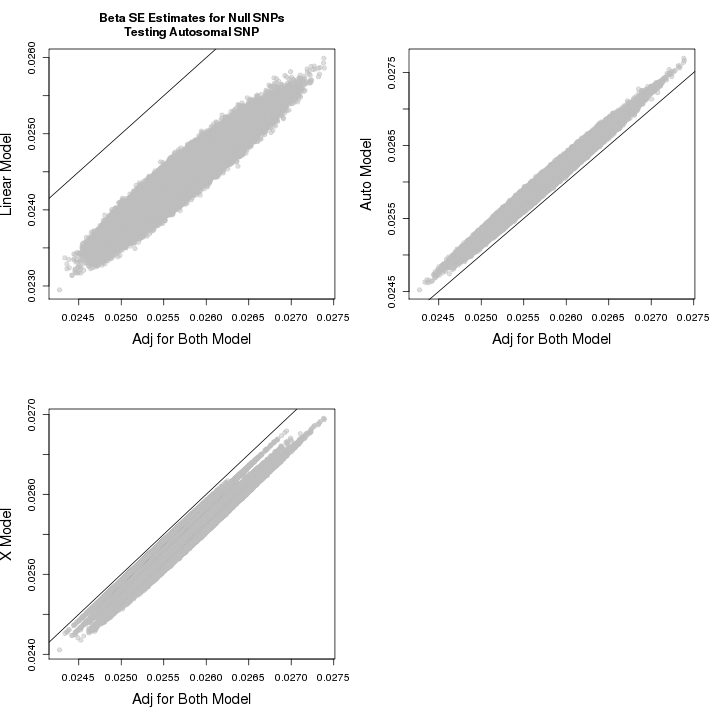 Beta SE Estimates for Null SNPs
Testing Autosomal SNP
Linear Model
0.0230 0.0240 0.0250 0.0260
0.0245 0.0250 0.0255 0.0260 0.0265 0.0270 0.0275
Adj for Both Model
Auto Model
0.0245 0.0255 0.0265 0.0275
0.0245 0.0250 0.0255 0.0260 0.0265 0.0270 0.0275
Adj for Both Model
X Model
0.0240 0.0250 0.0260 0.0270
0.0245 0.0250 0.0255 0.0260 0.0265 0.0270 0.0275
Adj for Both Model